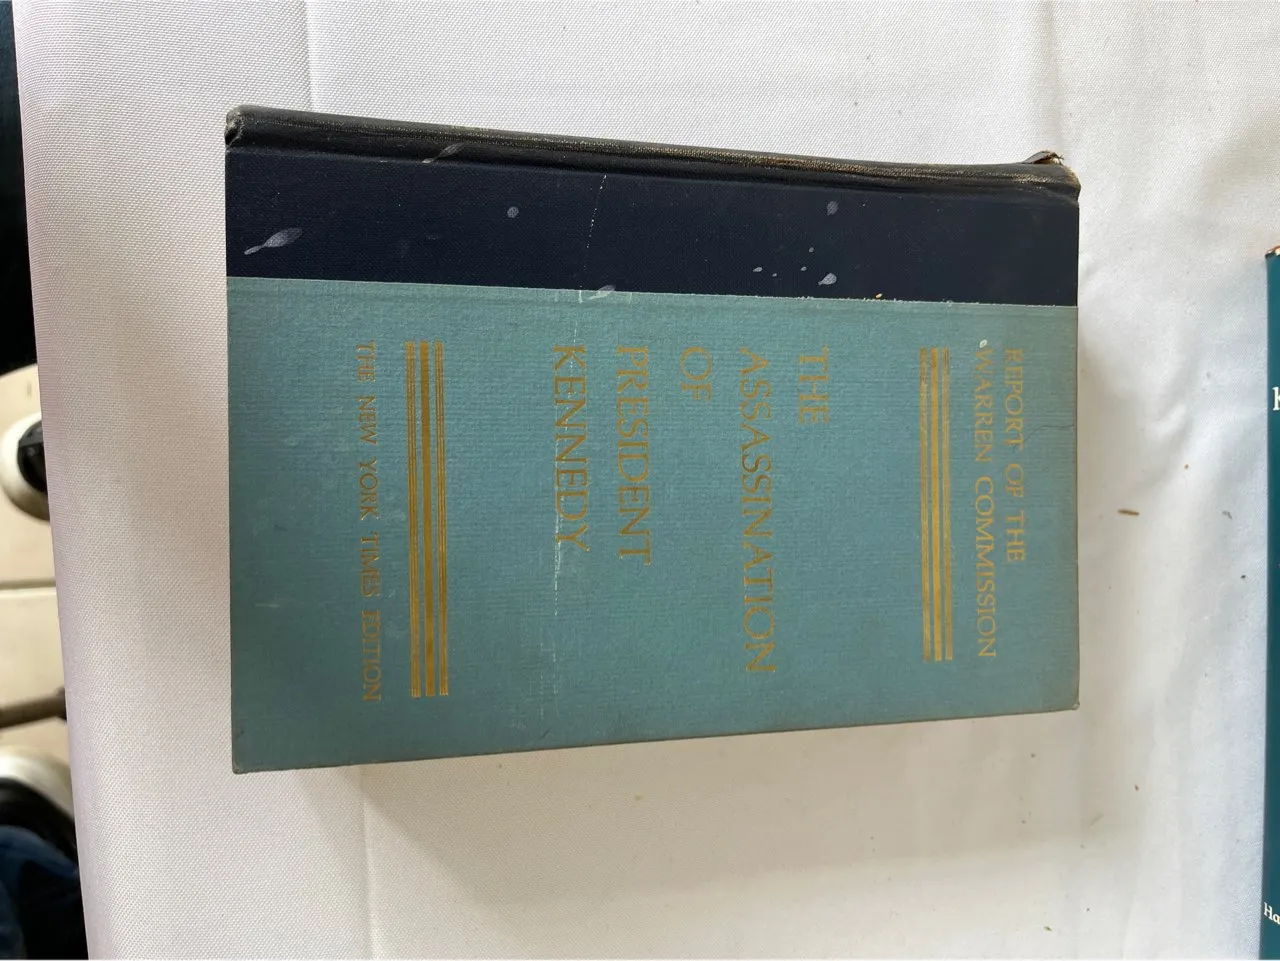 REPORT OF THE
WARREN COMMISSION
THE
ASSASSINATION
OF
PRESIDENT
KENNEDY
THE NEW YORK TIMES EDITION